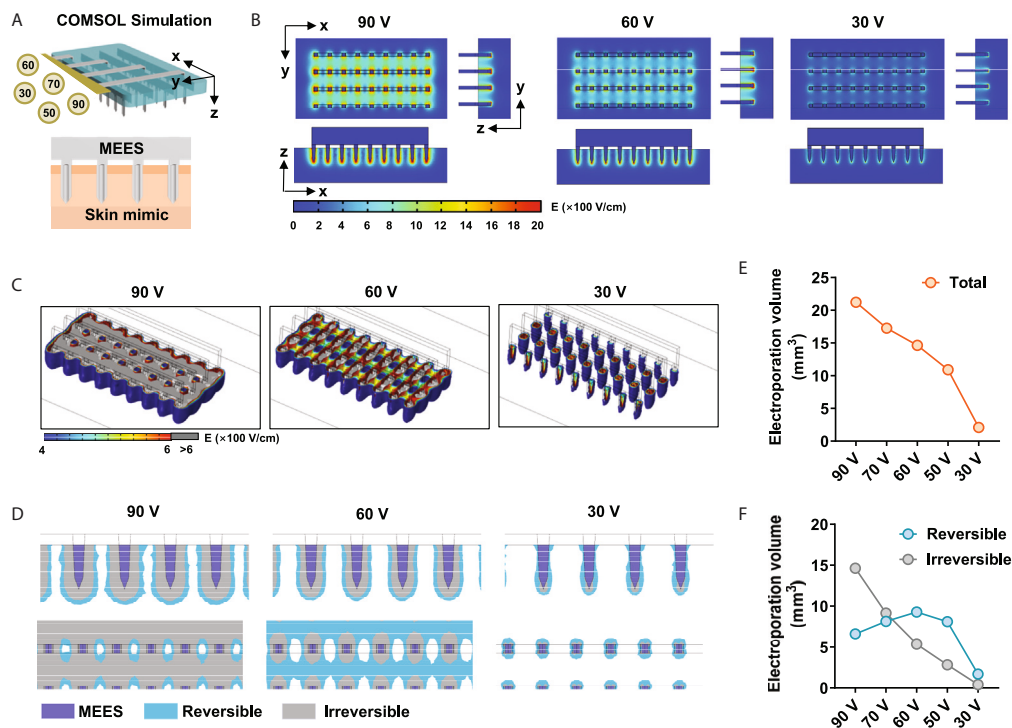 A
COMSOL Simulation
x
y
z
60
30
70
50
90
MEES
Skin mimic
B
90 V
60 V
30 V
x
y
y
z
z
x
E (×100 V/cm)
0 2 4 6 8 10 12 14 16 18 20
C
90 V
60 V
30 V
E (×100 V/cm)
4 6 >6
D
90 V
60 V
30 V
MEES
Reversible
Irreversible
E
Electroporation volume
(mm³)
25
20
15
10
5
0
Total
90 V
70 V
60 V
50 V
30 V
F
Electroporation volume
(mm³)
20
15
10
5
0
Reversible
Irreversible
90 V
70 V
60 V
50 V
30 V